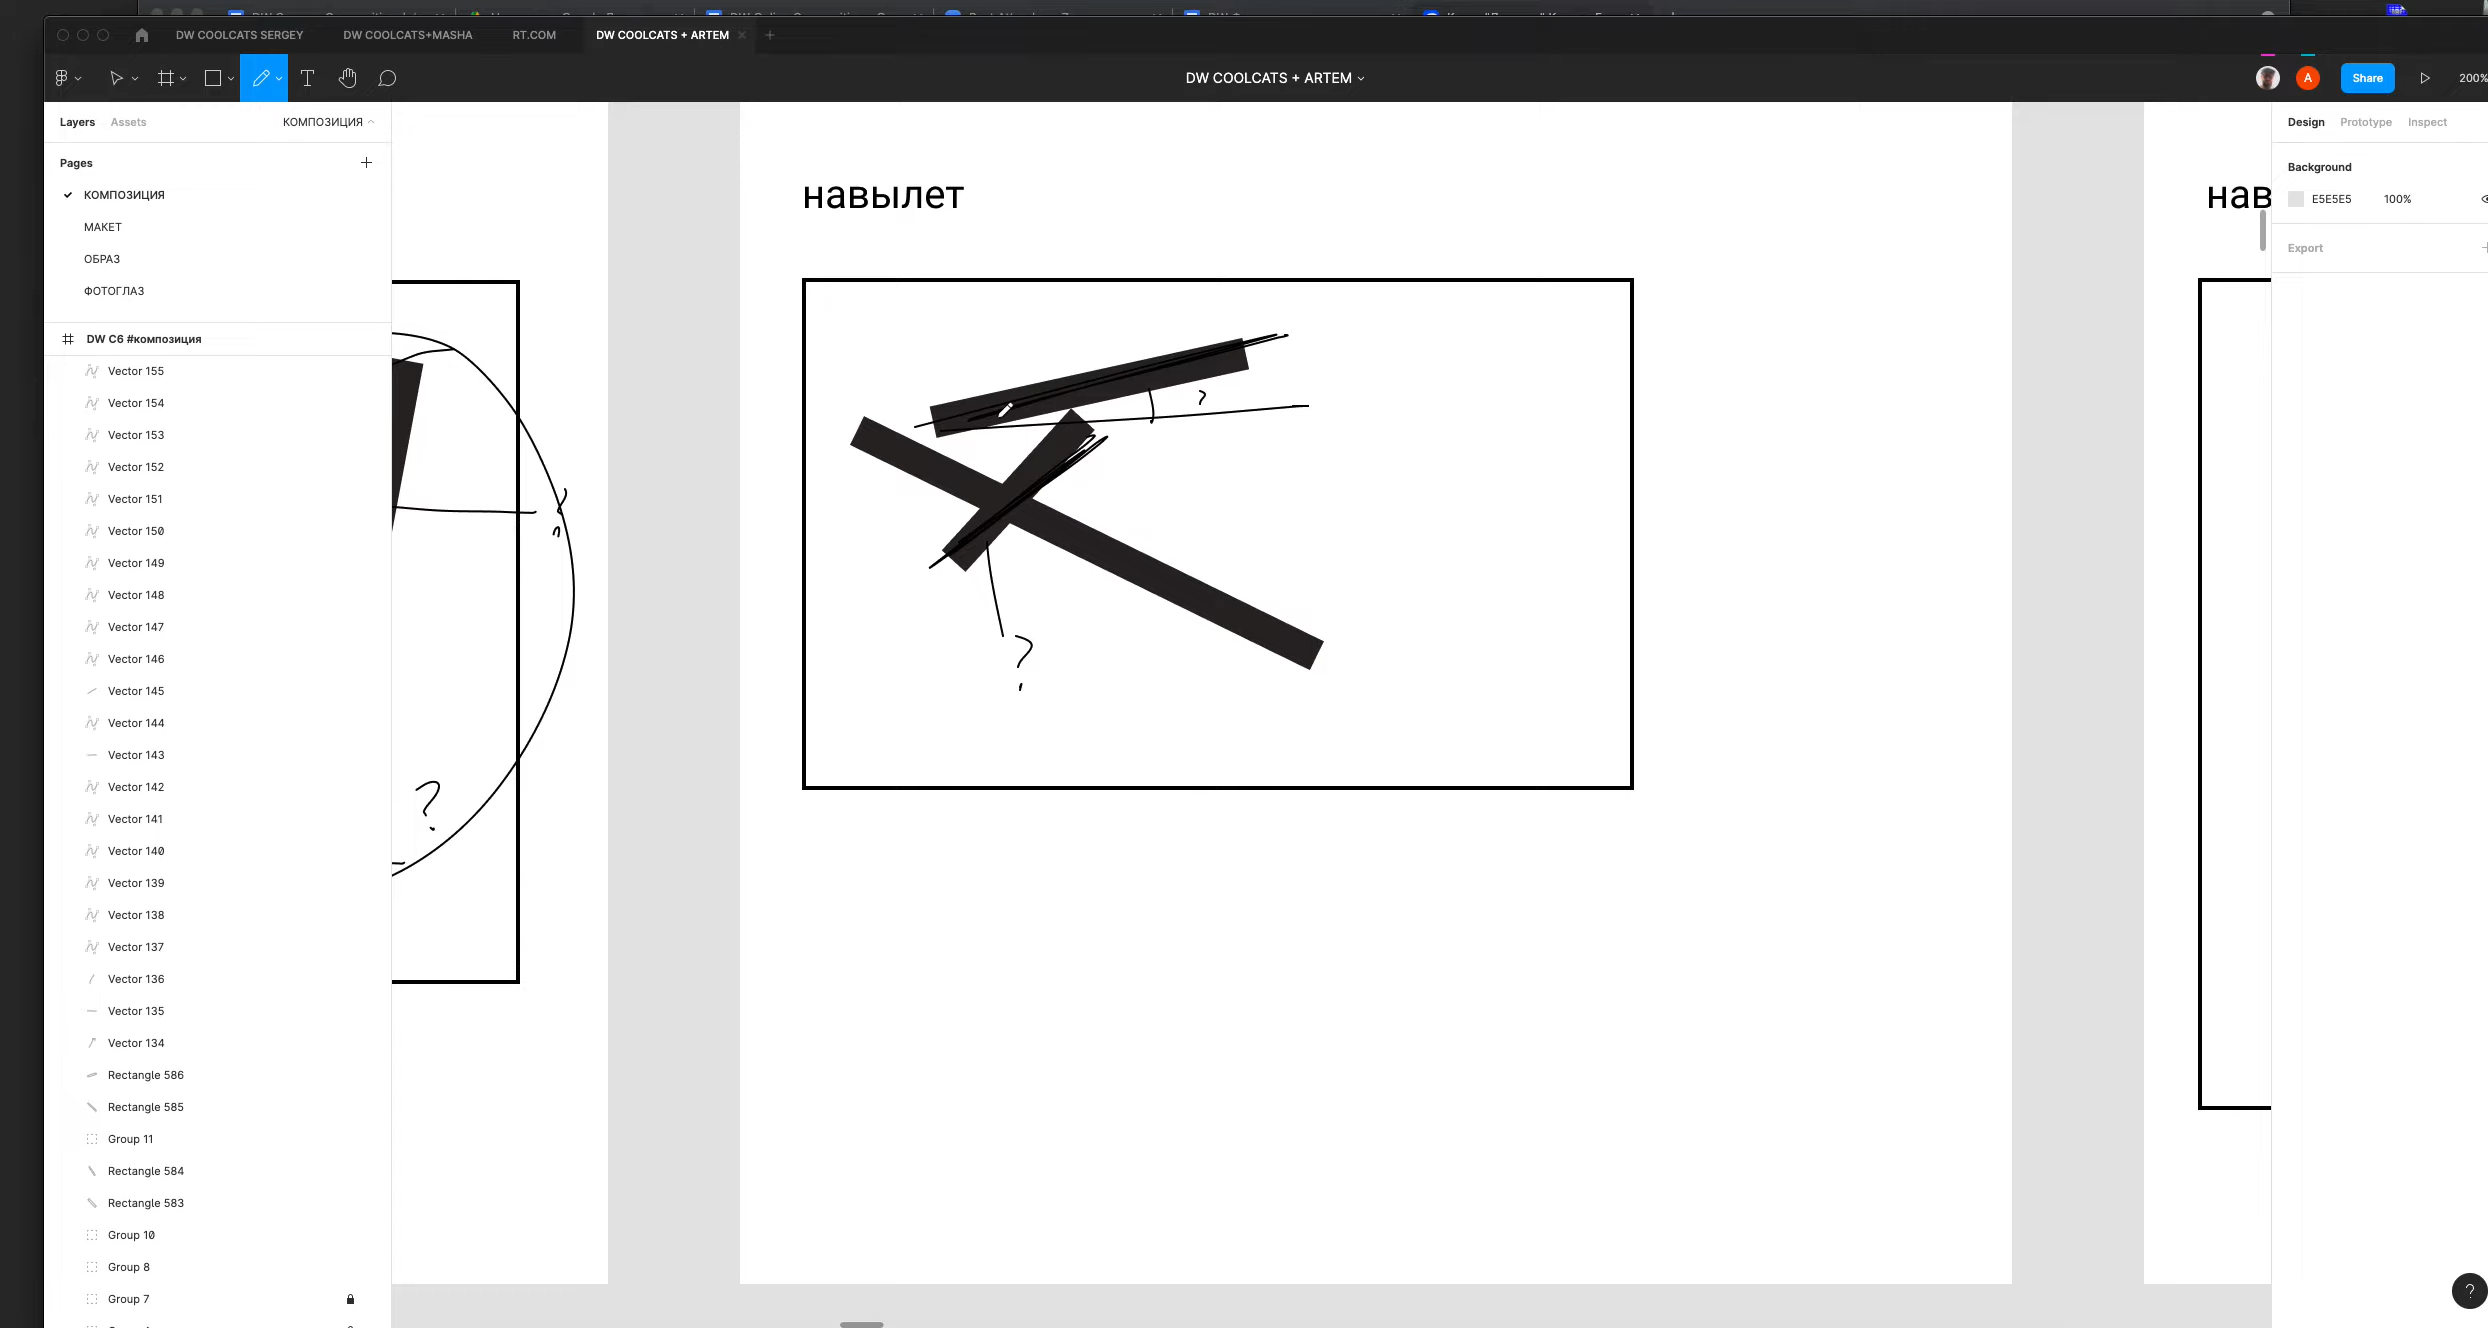 DW COOLCATS SERGEY
DW COOLCATS+MASHA
RT.COM
DW COOLCATS + ARTEM
T
DW COOLCATS + ARTEM
A
Share
200%
Layers
Assets
КОМПОЗИЦИЯ
Design
Prototype
Inspect
Pages
КОМПОЗИЦИЯ
МАКЕТ
ОБРАЗ
ФОТОГЛАЗ
Background
E5E5E5
100%
Export
навылет
нав
DW C6 #композиция
Vector 155
Vector 154
Vector 153
Vector 152
Vector 151
Vector 150
Vector 149
Vector 148
Vector 147
Vector 146
Vector 145
Vector 144
Vector 143
Vector 142
Vector 141
Vector 140
Vector 139
Vector 138
Vector 137
Vector 136
Vector 135
Vector 134
Rectangle 586
Rectangle 585
Group 11
Rectangle 584
Rectangle 583
Group 10
Group 8
Group 7
?
?
?
?
?